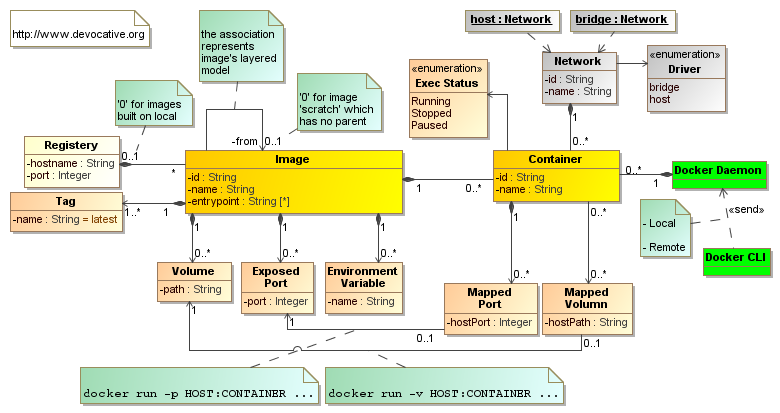 http://www.devocative.org
the association
represents
image's layered
model
host : Network
bridge : Network
«enumeration»
Exec Status
Running
Stopped
Paused
Network
-id : String
-name : String
«enumeration»
Driver
bridge
host
'0' for images
built on local
'0' for image
'scratch' which
has no parent
-from
0..1
1
0..*
Registery
-hostname : String
-port : Integer
0..1
*
Image
-id : String
-name : String
-entrypoint : String [*]
1
0..*
Container
-id : String
-name : String
0..*
1
Docker Daemon
Tag
-name : String = latest
1..*
1
«send»
- Local
- Remote
Docker CLI
1
1
1
1
1
0..*
0..*
0..*
0..*
0..*
Volume
-path : String
Exposed
Port
-port : Integer
Environment
Variable
-name : String
Mapped
Port
-hostPort : Integer
Mapped
Volumn
-hostPath : String
1
1
0..1
0..1
docker run -p HOST:CONTAINER ...
docker run -v HOST:CONTAINER ...